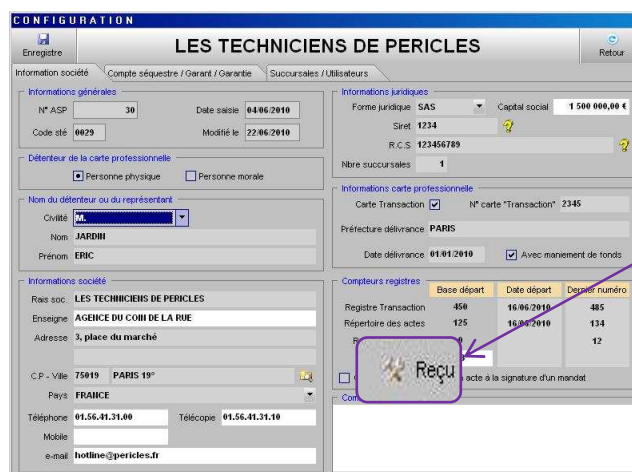 CONFIGURATION
Enregistre
LES TECHNICIENS DE PERICLES
Retour
Information société
Compte séquestre / Garant / Garantie
Succursales / Utilisateurs
Informations générales
N° ASP 30 Date saisie 04/06/2010
Code sté 0029 Modifié le 22/06/2010
Détenteur de la carte professionnelle
Personne physique Personne morale
Nom du détenteur ou du représentant
Civilité M.
Nom JARDIN
Prénom ERIC
Informations société
Rais soc. LES TECHNICIENS DE PERICLES
Enseigne AGENCE DU COIN DE LA RUE
Adresse 3, place du marché
C.P - Ville 75019 PARIS 19°
Pays FRANCE
Téléphone 01.56.41.31.00 Télécopie 01.56.41.31.10
Mobile
e-mail hotline@pericles.fr
Informations juridiques
Forme juridique SAS Capital social 1 500 000,00 €
Siret 1234
R.C.S 123456789
Nbre succursales 1
Informations carte professionnelle
Carte Transaction N° carte "Transaction" 2345
Préfecture délivrance PARIS
Date délivrance 01/01/2010 Avec maniement de fonds
Compteurs registres
Base départ Date départ Dernier numéro
Registre Transaction 450 16/06/2010 485
Répertoire des actes 125 16/06/2010 134
12
Reçu
acte à la signature d'un mandat